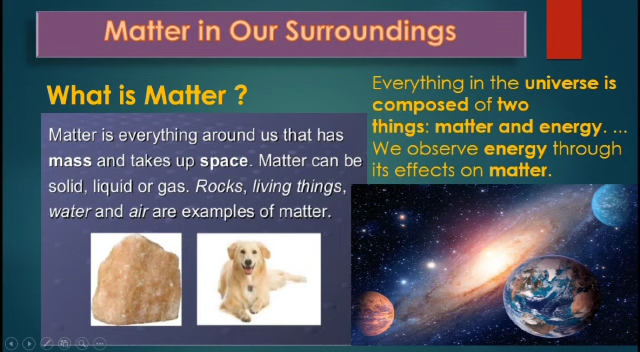 Matter in Our Surroundings
What is Matter ?
Matter is everything around us that has
mass and takes up space. Matter can be
solid, liquid or gas. Rocks, living things,
water and air are examples of matter.
Everything in the universe is
composed of two
things: matter and energy. ...
We observe energy through
its effects on matter.